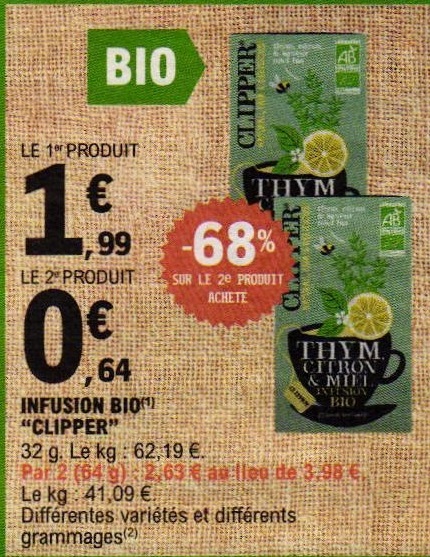 BIO
LE 1er PRODUIT
1€,99
-68%
SUR LE 2e PRODUIT
ACHETE
LE 2e PRODUIT
0€,64
INFUSION BIO(1)
"CLIPPER"
32 g. Le kg : 62,19 €.
Par 2 (64 g) : 2,63 € au lieu de 3,98 €.
Le kg : 41,09 €.
Différentes variétés et différents
grammages(2)
CLIPPER
AB
THYM
CLIPPER
AB
THYM
CITRON
& MIEL
INFUSION
BIO